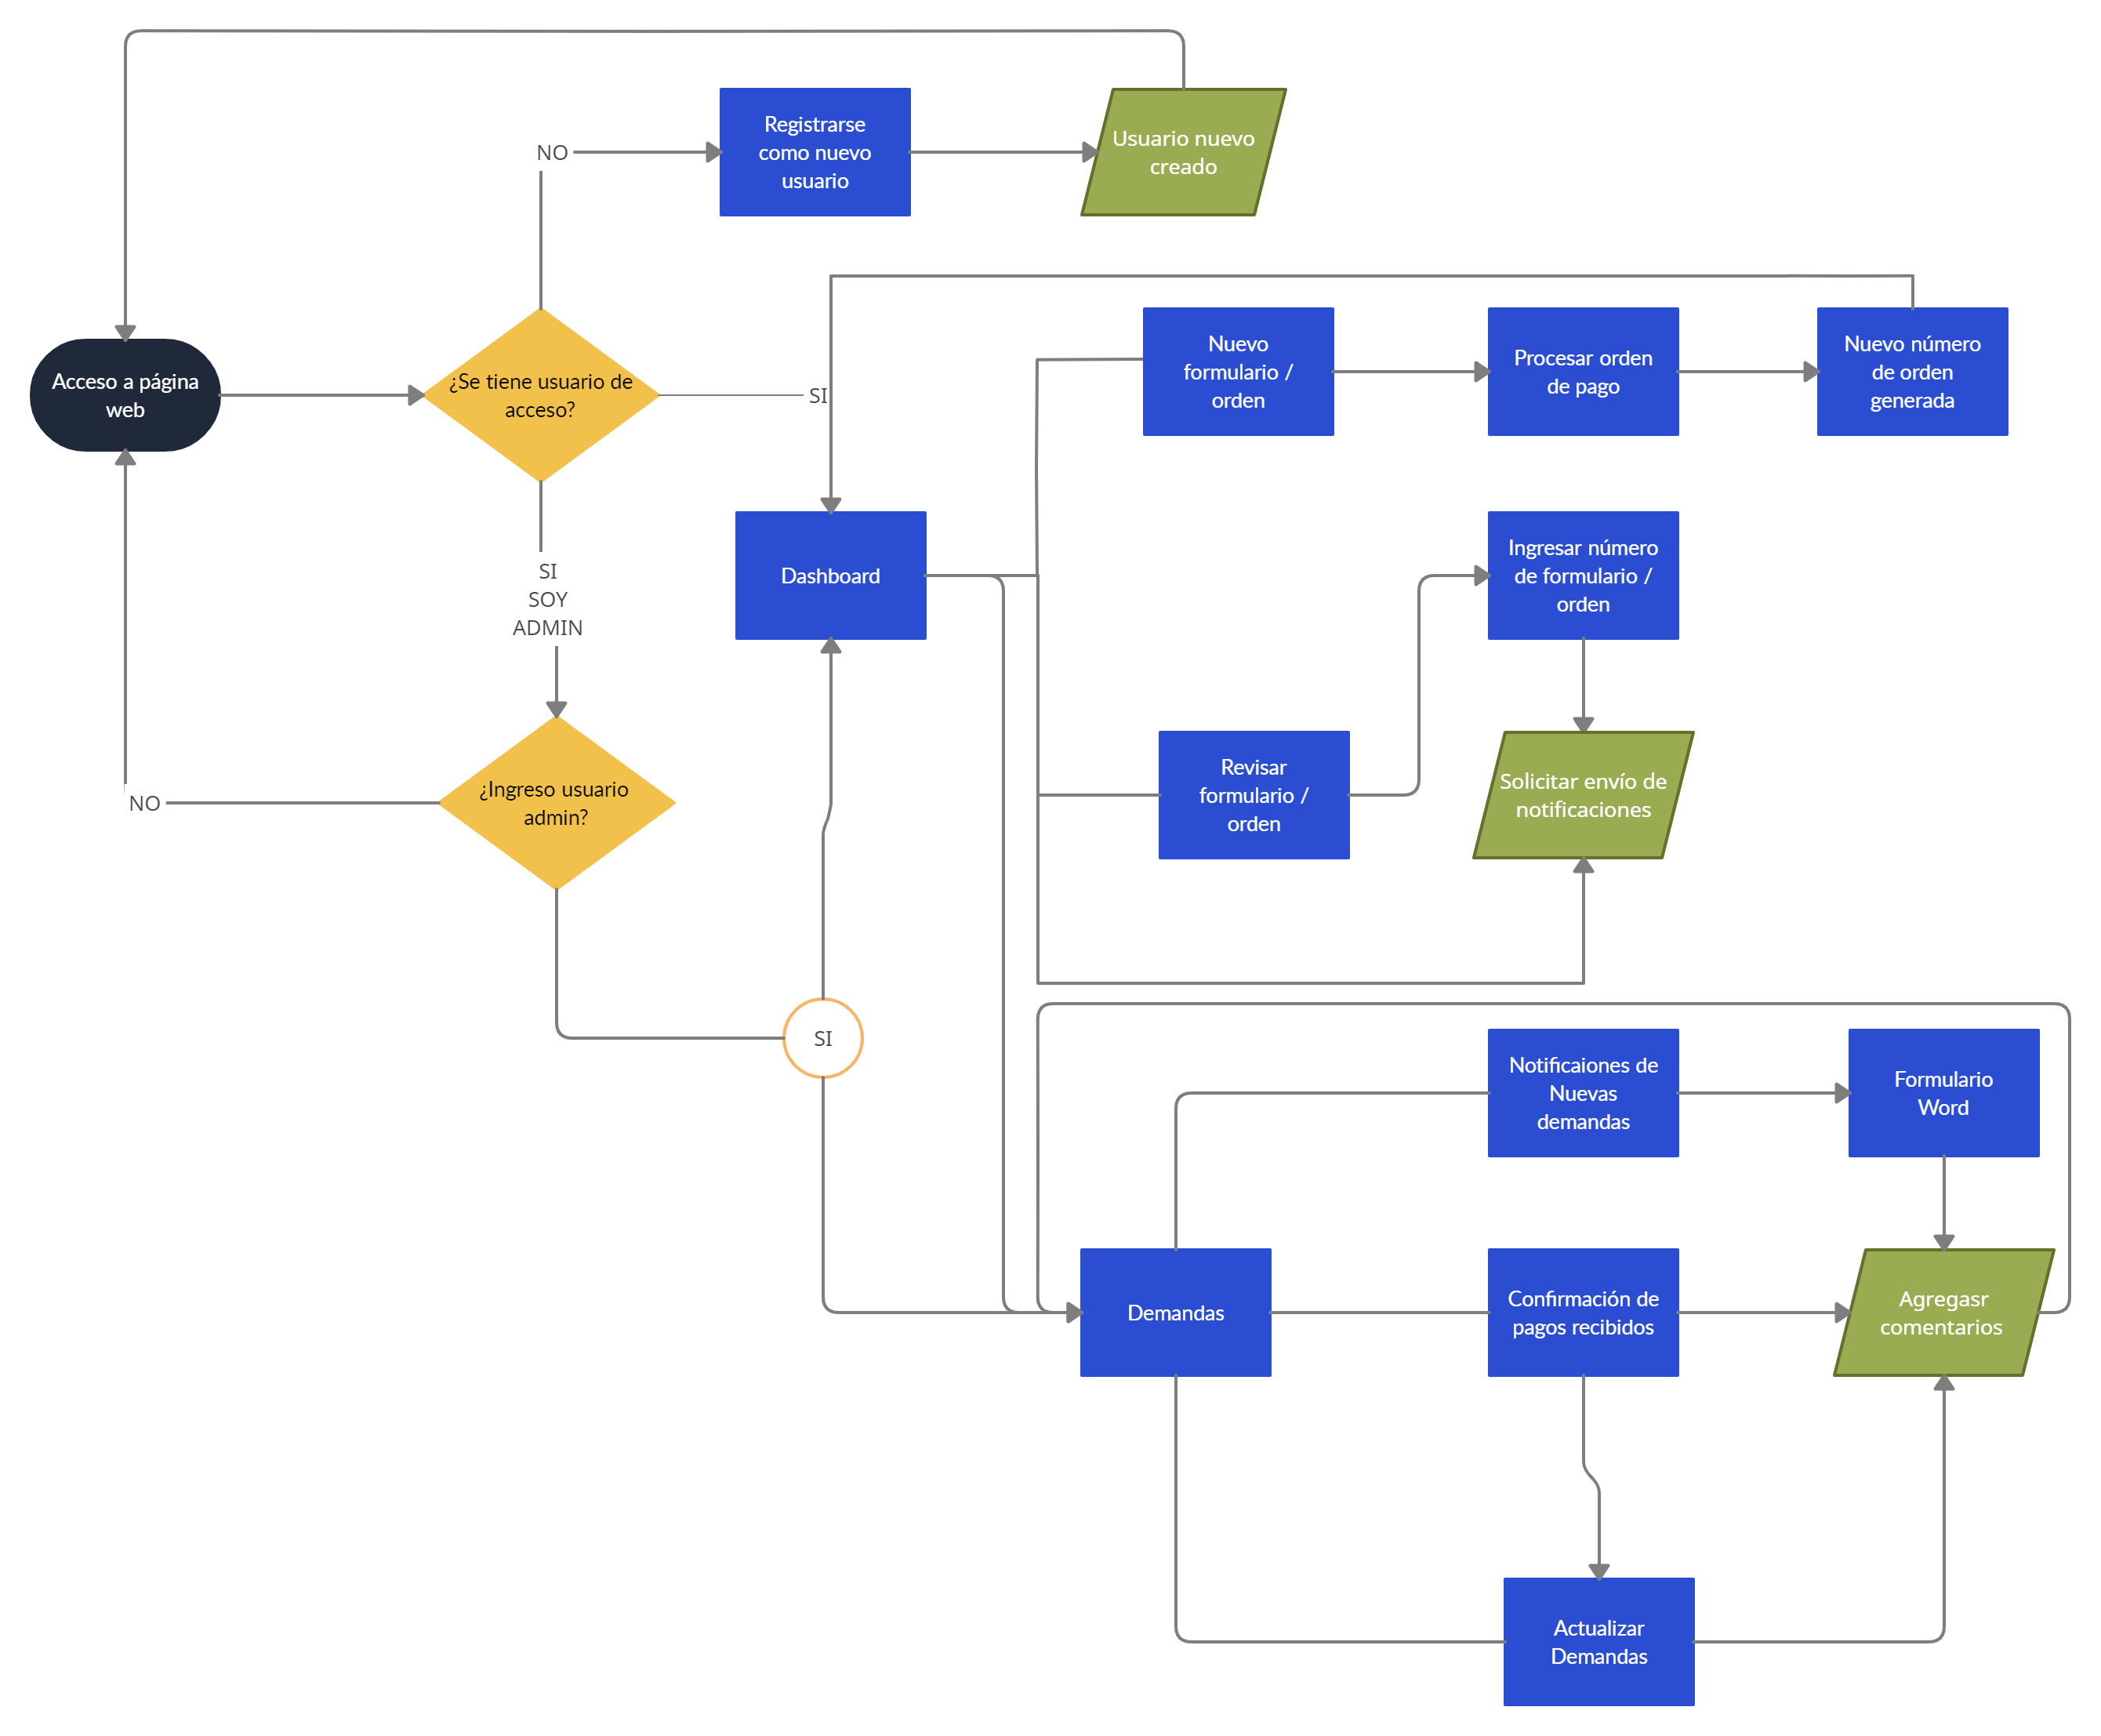 Registrarse
como nuevo
usuario
Usuario nuevo
creado
NO
Acceso a página
web
¿Se tiene usuario de
acceso?
SI
Nuevo
formulario /
orden
Procesar orden
de pago
Nuevo número
de orden
generada
SI
SOY
ADMIN
Dashboard
Ingresar número
de formulario /
orden
NO
¿Ingreso usuario
admin?
Revisar
formulario /
orden
Solicitar envío de
notificaciones
SI
Notificaiones de
Nuevas
demandas
Formulario
Word
Demandas
Confirmación de
pagos recibidos
Agregasr
comentarios
Actualizar
Demandas